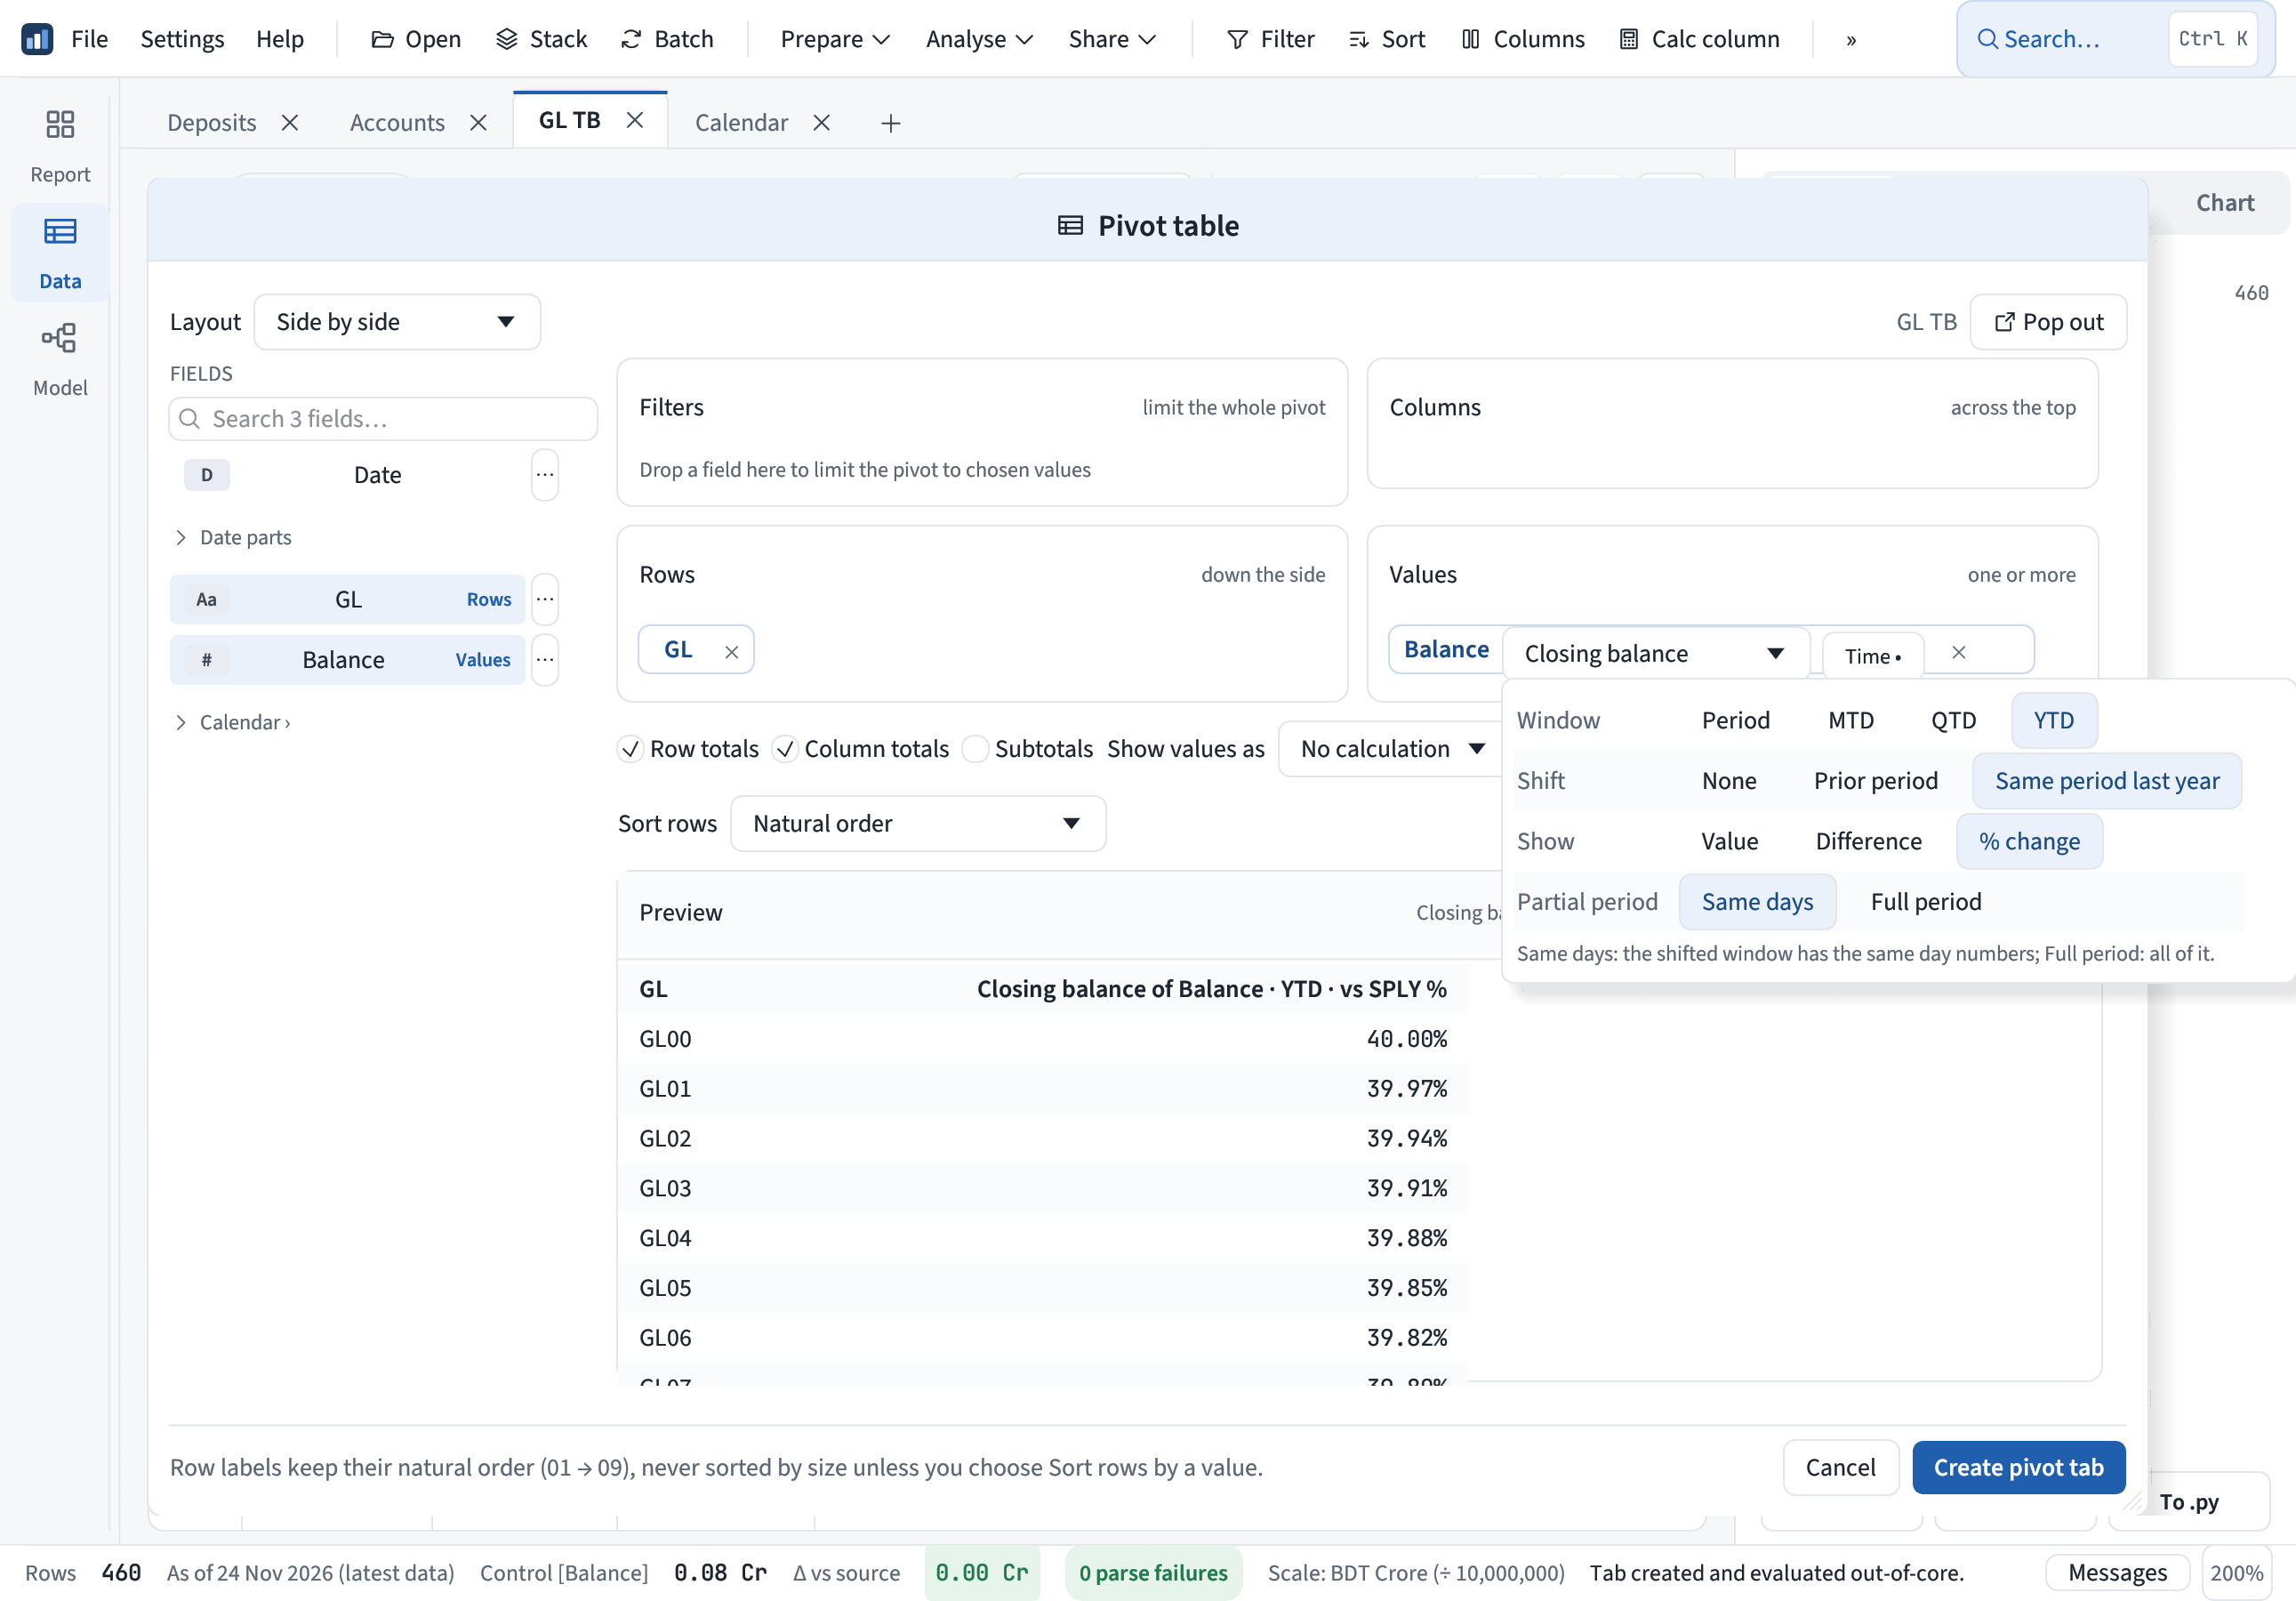 File Settings Help Open Stack Batch Prepare Analyse Share Filter Sort Columns Calc column » Search… Ctrl K
Report
Data
Model
Deposits Accounts GL TB Calendar +
Chart
460
Pivot table
Layout Side by side GL TB Pop out
FIELDS
Search 3 fields…
D Date ...
Date parts
Aa GL Rows ...
# Balance Values ...
Calendar ›
Filters limit the whole pivot
Drop a field here to limit the pivot to chosen values
Columns across the top
Rows down the side
GL ×
Values one or more
Balance Closing balance Time • ×
Window Period MTD QTD YTD
Shift None Prior period Same period last year
Show Value Difference % change
Partial period Same days Full period
Same days: the shifted window has the same day numbers; Full period: all of it.
Row totals Column totals Subtotals Show values as No calculation
Sort rows Natural order
Preview Closing
GL Closing balance of Balance · YTD · vs SPLY %
GL00 40.00%
GL01 39.97%
GL02 39.94%
GL03 39.91%
GL04 39.88%
GL05 39.85%
GL06 39.82%
Row labels keep their natural order (01 → 09), never sorted by size unless you choose Sort rows by a value.
Cancel Create pivot tab
To .py
Rows 460 As of 24 Nov 2026 (latest data) Control [Balance] 0.08 Cr Δ vs source 0.00 Cr 0 parse failures Scale: BDT Crore (÷ 10,000,000) Tab created and evaluated out-of-core. Messages 200%